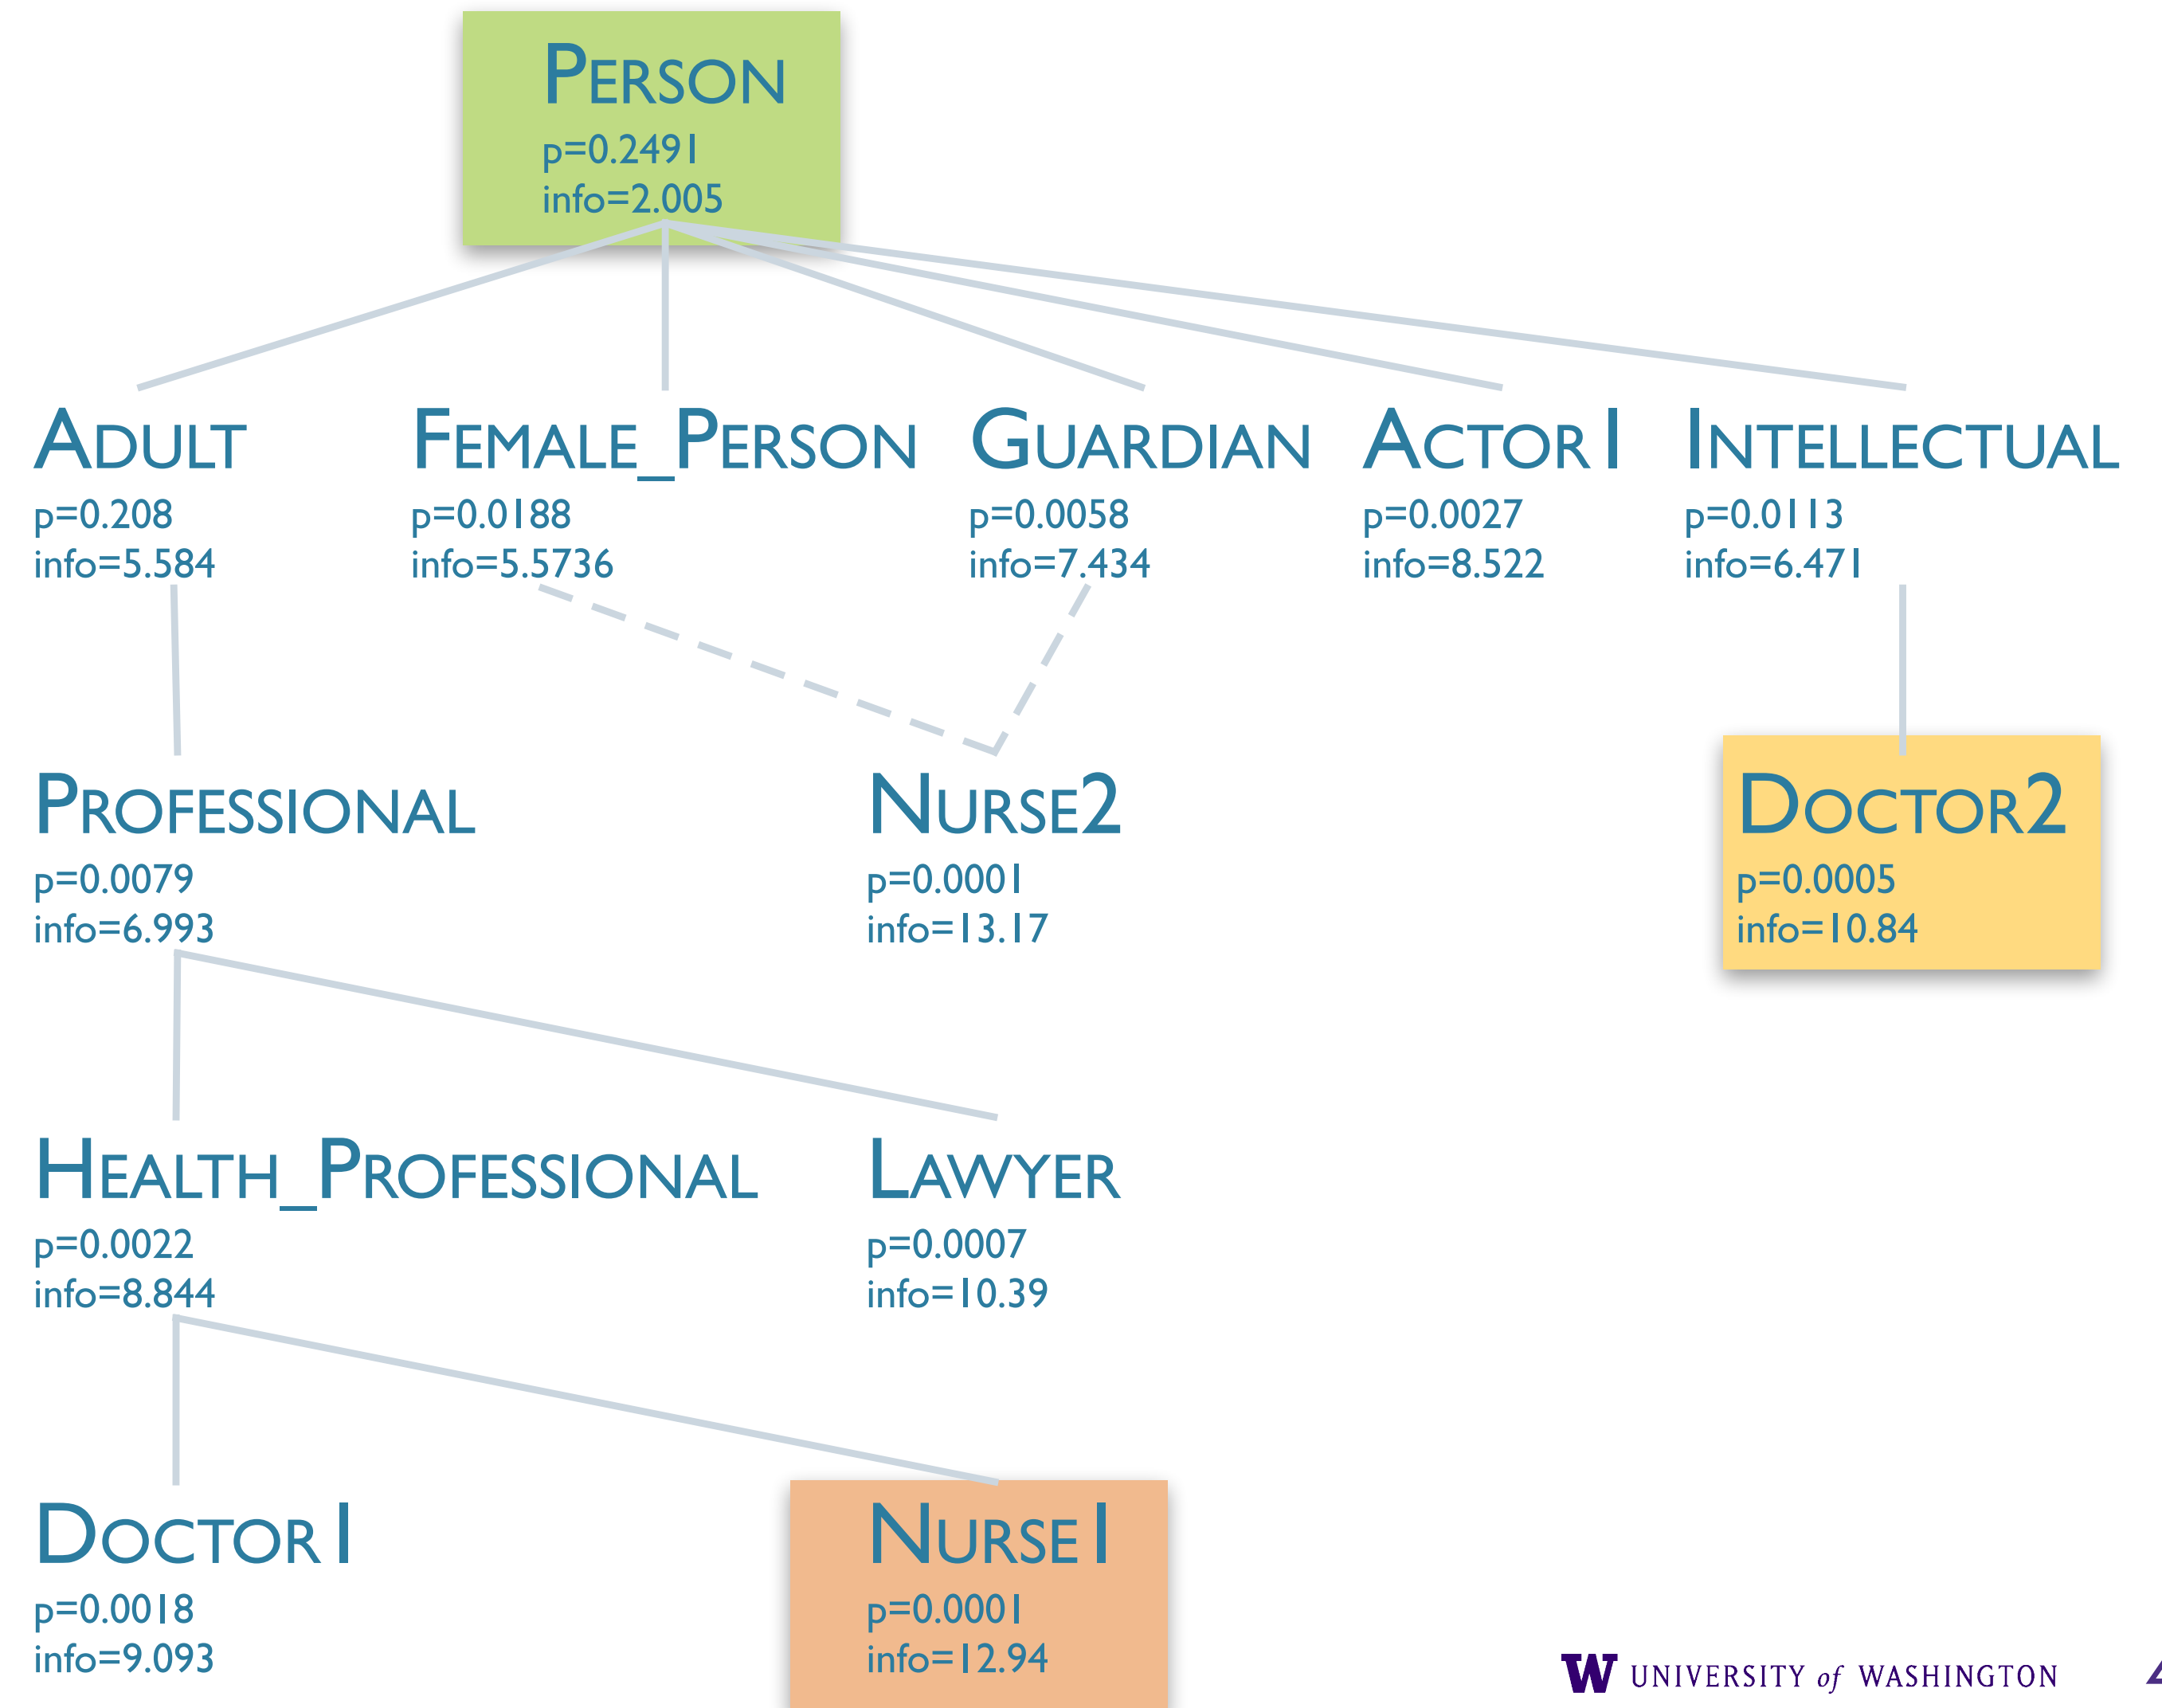 PERSON
p=0.2491
info=2.005
ADULT
p=0.208
info=5.584
FEMALE_PERSON
p=0.0188
info=5.5736
GUARDIAN
p=0.0058
info=7.434
ACTOR1
p=0.0027
info=8.522
INTELLECTUAL
p=0.0113
info=6.471
PROFESSIONAL
p=0.0079
info=6.993
NURSE2
p=0.0001
info=13.17
DOCTOR2
p=0.0005
info=10.84
HEALTH_PROFESSIONAL
p=0.0022
info=8.844
LAWYER
p=0.0007
info=10.39
DOCTOR1
p=0.0018
info=9.093
NURSE1
p=0.0001
info=12.94
W UNIVERSITY of WASHINGTON